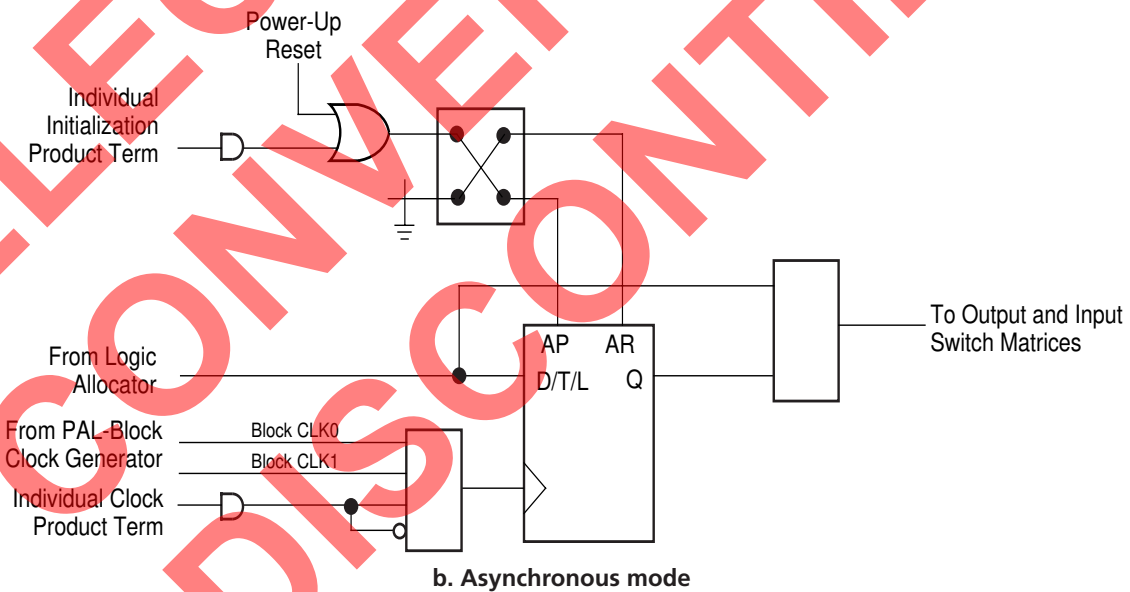 Power-Up
Reset
Individual
Initialization
Product Term
AP
AR
D/T/L
Q
To Output and Input
Switch Matrices
From Logic
Allocator
From PAL-Block
Clock Generator
Block CLK0
Block CLK1
Individual Clock
Product Term
b. Asynchronous mode
DISCONTI